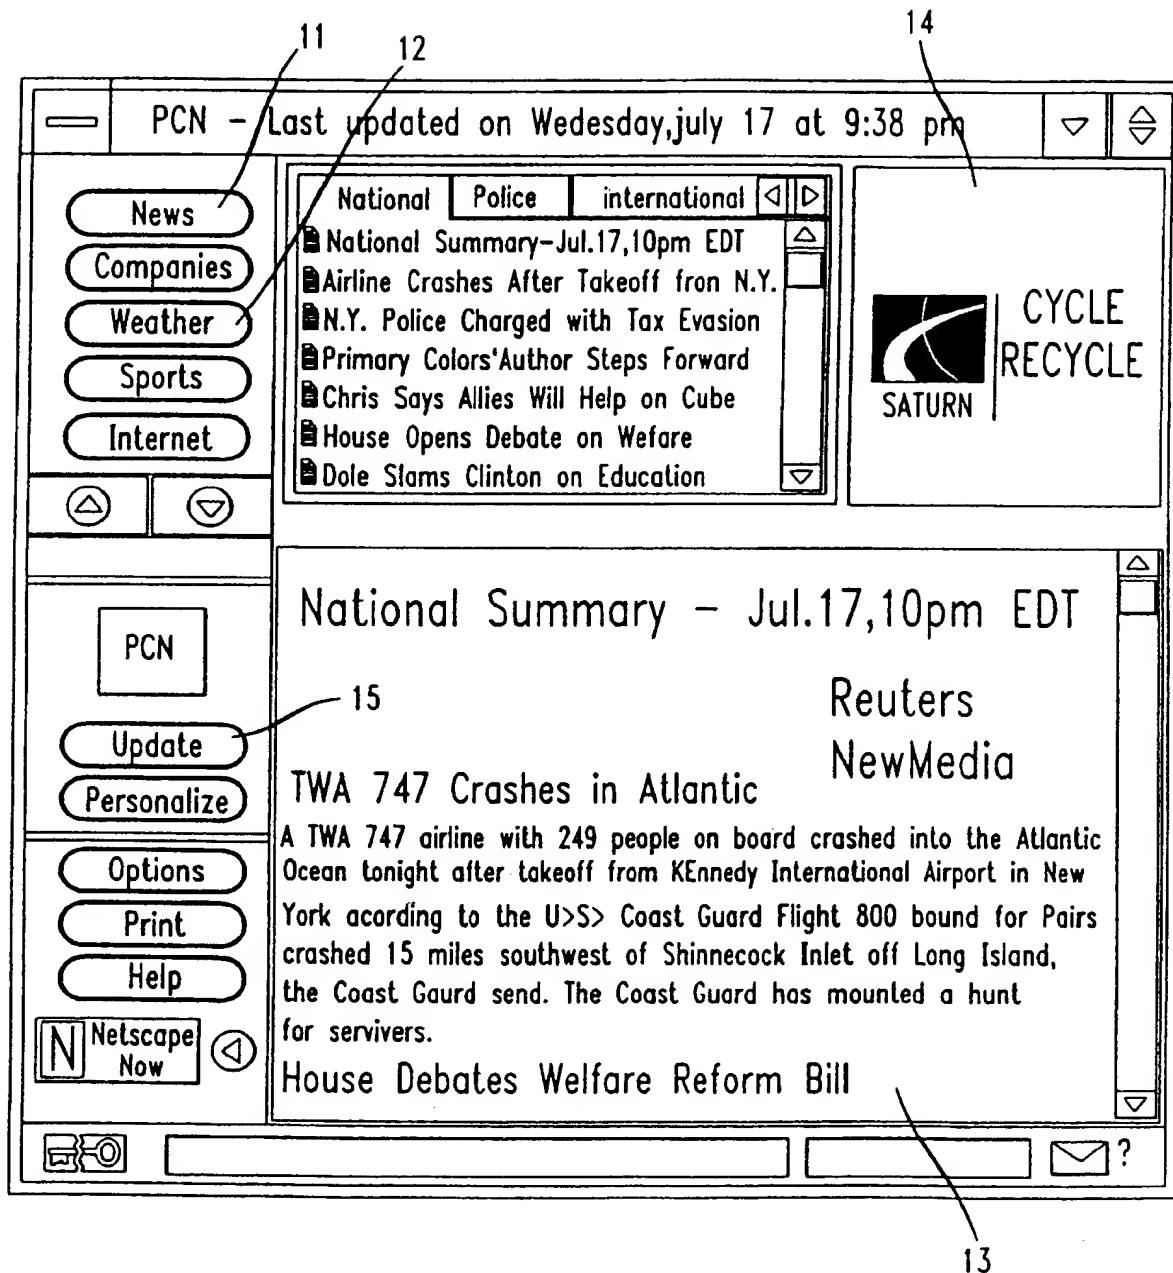 11
12
14
PCN - Last updated on Wedesday,july 17 at 9:38 pm
News
Companies
Weather
Sports
Internet
National Police international
National Summary-Jul.17,10pm EDT
Airline Crashes After Takeoff fron N.Y.
N.Y. Police Charged with Tax Evasion
Primary Colors'Author Steps Forward
Chris Says Allies Will Help on Cube
House Opens Debate on Wefare
Dole Slams Clinton on Education
SATURN
CYCLE
RECYCLE
PCN
15
Update
Personalize
Options
Print
Help
N Netscape
Now
National Summary - Jul.17,10pm EDT
Reuters
NewMedia
TWA 747 Crashes in Atlantic
A TWA 747 airline with 249 people on board crashed into the Atlantic
Ocean tonight after takeoff from KEnnedy International Airport in New
York acording to the U>S> Coast Guard Flight 800 bound for Pairs
crashed 15 miles southwest of Shinnecock Inlet off Long Island,
the Coast Gaurd send. The Coast Guard has mounted a hunt
for servivers.
House Debates Welfare Reform Bill
?
13